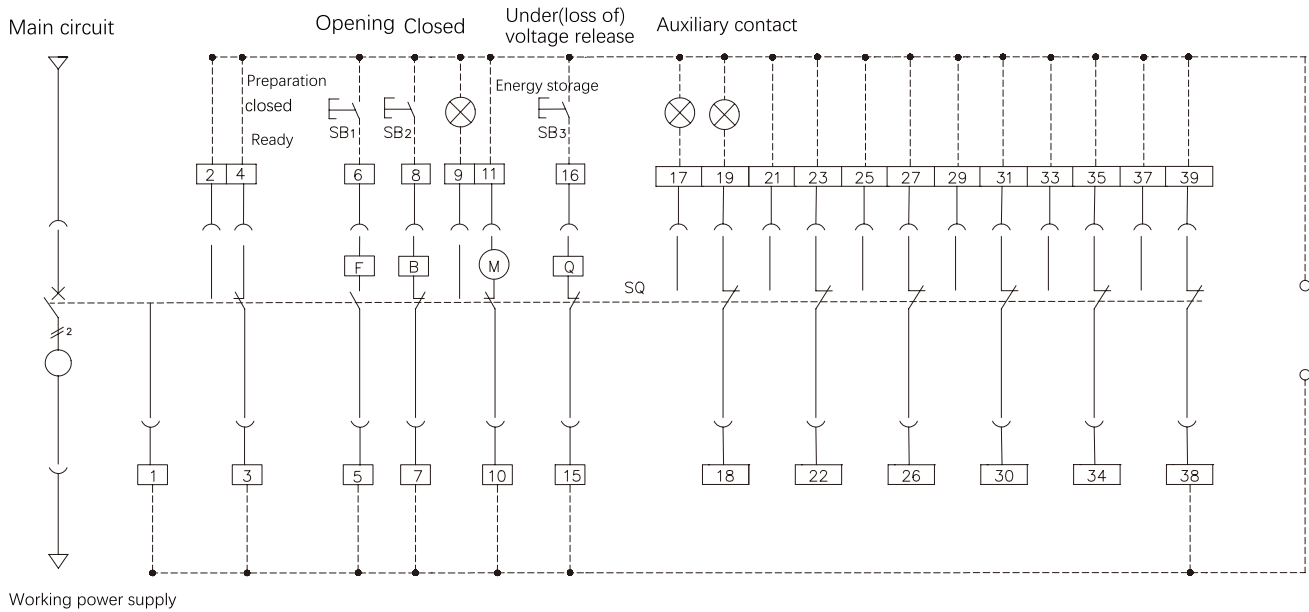 Main circuit
Opening Closed
Under(loss of)
voltage release
Auxiliary contact
Preparation
closed
Ready
Energy storage
SB1
SB2
SB3
2 4 6 8 9 11 16 17 19 21 23 25 27 29 31 33 35 37 39
F B M Q
SQ
2
1 3 5 7 10 15 18 22 26 30 34 38
Working power supply